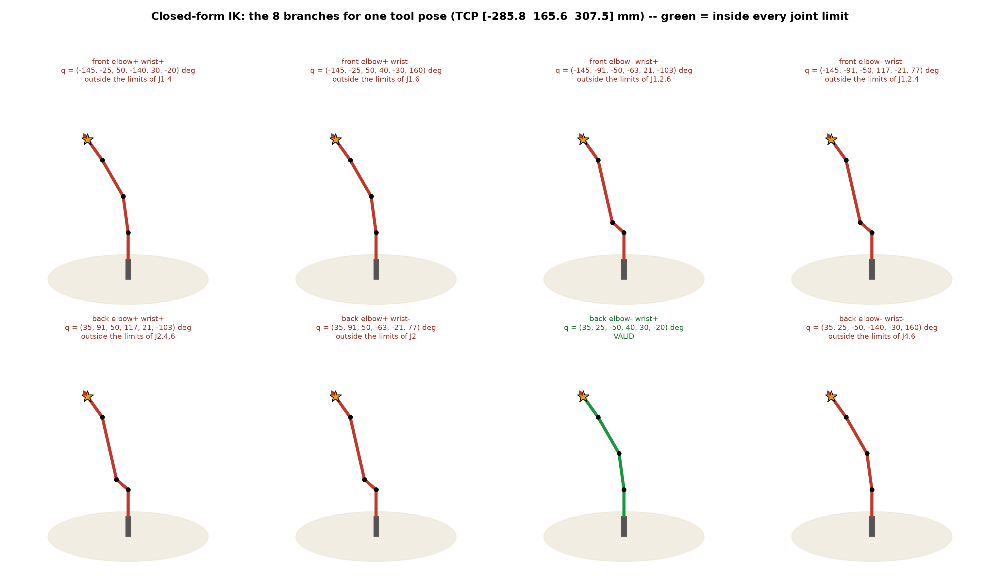 Closed-form IK: the 8 branches for one tool pose (TCP [-285.8  165.6  307.5] mm) -- green = inside every joint limit
front elbow+ wrist+
q = (-145, -25, 50, -140, 30, -20) deg
outside the limits of J1,4
front elbow+ wrist-
q = (-145, -25, 50, 40, -30, 160) deg
outside the limits of J1,6
front elbow- wrist+
q = (-145, -91, -50, -63, 21, -103) deg
outside the limits of J1,2,6
front elbow- wrist-
q = (-145, -91, -50, 117, -21, 77) deg
outside the limits of J1,2,4
back elbow+ wrist+
q = (35, 91, 50, 117, 21, -103) deg
outside the limits of J2,4,6
back elbow+ wrist-
q = (35, 91, 50, -63, -21, 77) deg
outside the limits of J2
back elbow- wrist+
q = (35, 25, -50, 40, 30, -20) deg
VALID
back elbow- wrist-
q = (35, 25, -50, -140, -30, 160) deg
outside the limits of J4,6